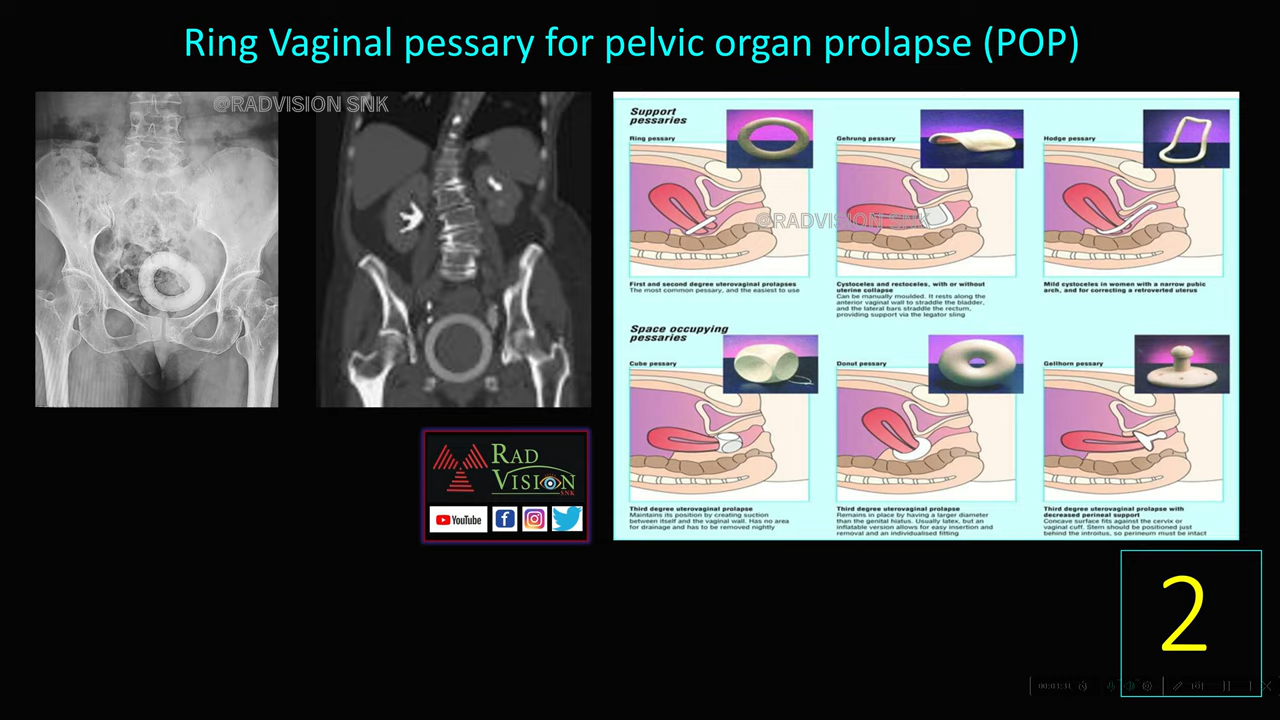 Ring Vaginal pessary for pelvic organ prolapse (POP)
@RADVISION SNK
Support
pessaries
Ring pessary
Gehrung pessary
Hodge pessary
@RADVISION SNK
First and second degree uterovaginal prolapses
The most common pessary, and the easiest to use
Cystoceles and rectoceles, with or without
uterine collapse
Can be manually moulded. It rests along the
anterior vaginal wall to straddle the bladder,
and the lateral bars straddle the rectum,
providing support via the legator sling
Mild cystoceles in women with a narrow pubic
arch, and for correcting a retroverted uterus
Space occupying
pessaries
Cube pessary
Donut pessary
Gellhorn pessary
Third degree uterovaginal prolapse
Maintains its position by creating suction
between itself and the vaginal wall. Has no area
for drainage and has to be removed nightly
Third degree uterovaginal prolapse
Remains in place by having a larger diameter
than the genital hiatus. Usually latex, but an
inflatable version allows for easy insertion and
removal and an individualised fitting
Third degree uterovaginal prolapse with
decreased perineal support
Concave surface fits against the cervix or
vaginal cuff. Stem should be positioned just
behind the introitus, so perineum must be intact
RAD
VISION
SNK
YouTube
2